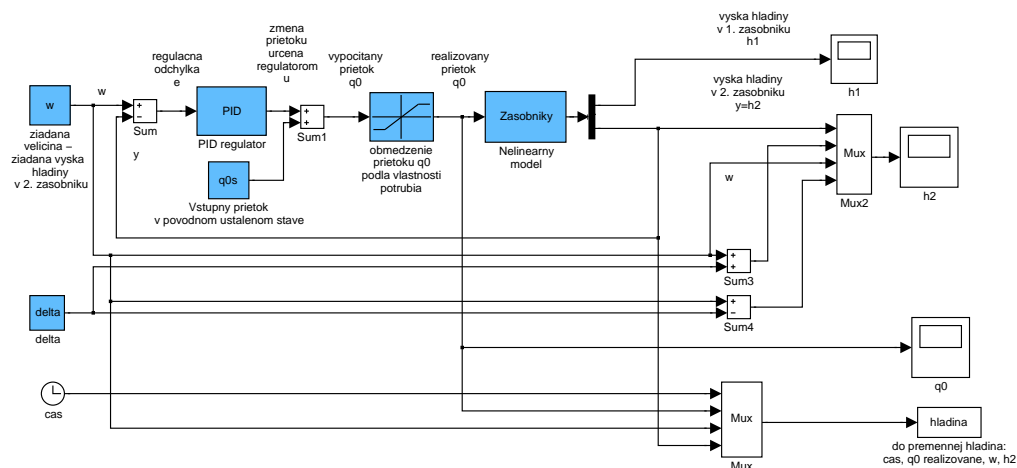 vyska hladiny
v 1. zasobniku
h1
zmena
prietoku
urcena
regulatorom
u
regulacna
odchylka
e
vypocitany
prietok
q0
realizovany
prietok
q0
h1
vyska hladiny
v 2. zasobniku
y=h2
w
w
+
−
Sum
y
PID
PID regulator
+
+
Sum1
obmedzenie
prietoku q0
podla vlastnosti
potrubia
Zasobniky
Nelinearny
model
ziadana
velicina –
ziadana vyska
hladiny
v 2. zasobniku
q0s
Vstupny prietok
v povodnom ustalenom stave
w
Mux
Mux2
h2
+
+
Sum3
delta
delta
+
−
Sum4
q0
cas
Mux
Mux
hladina
do premennej hladina:
cas, q0 realizovane, w, h2